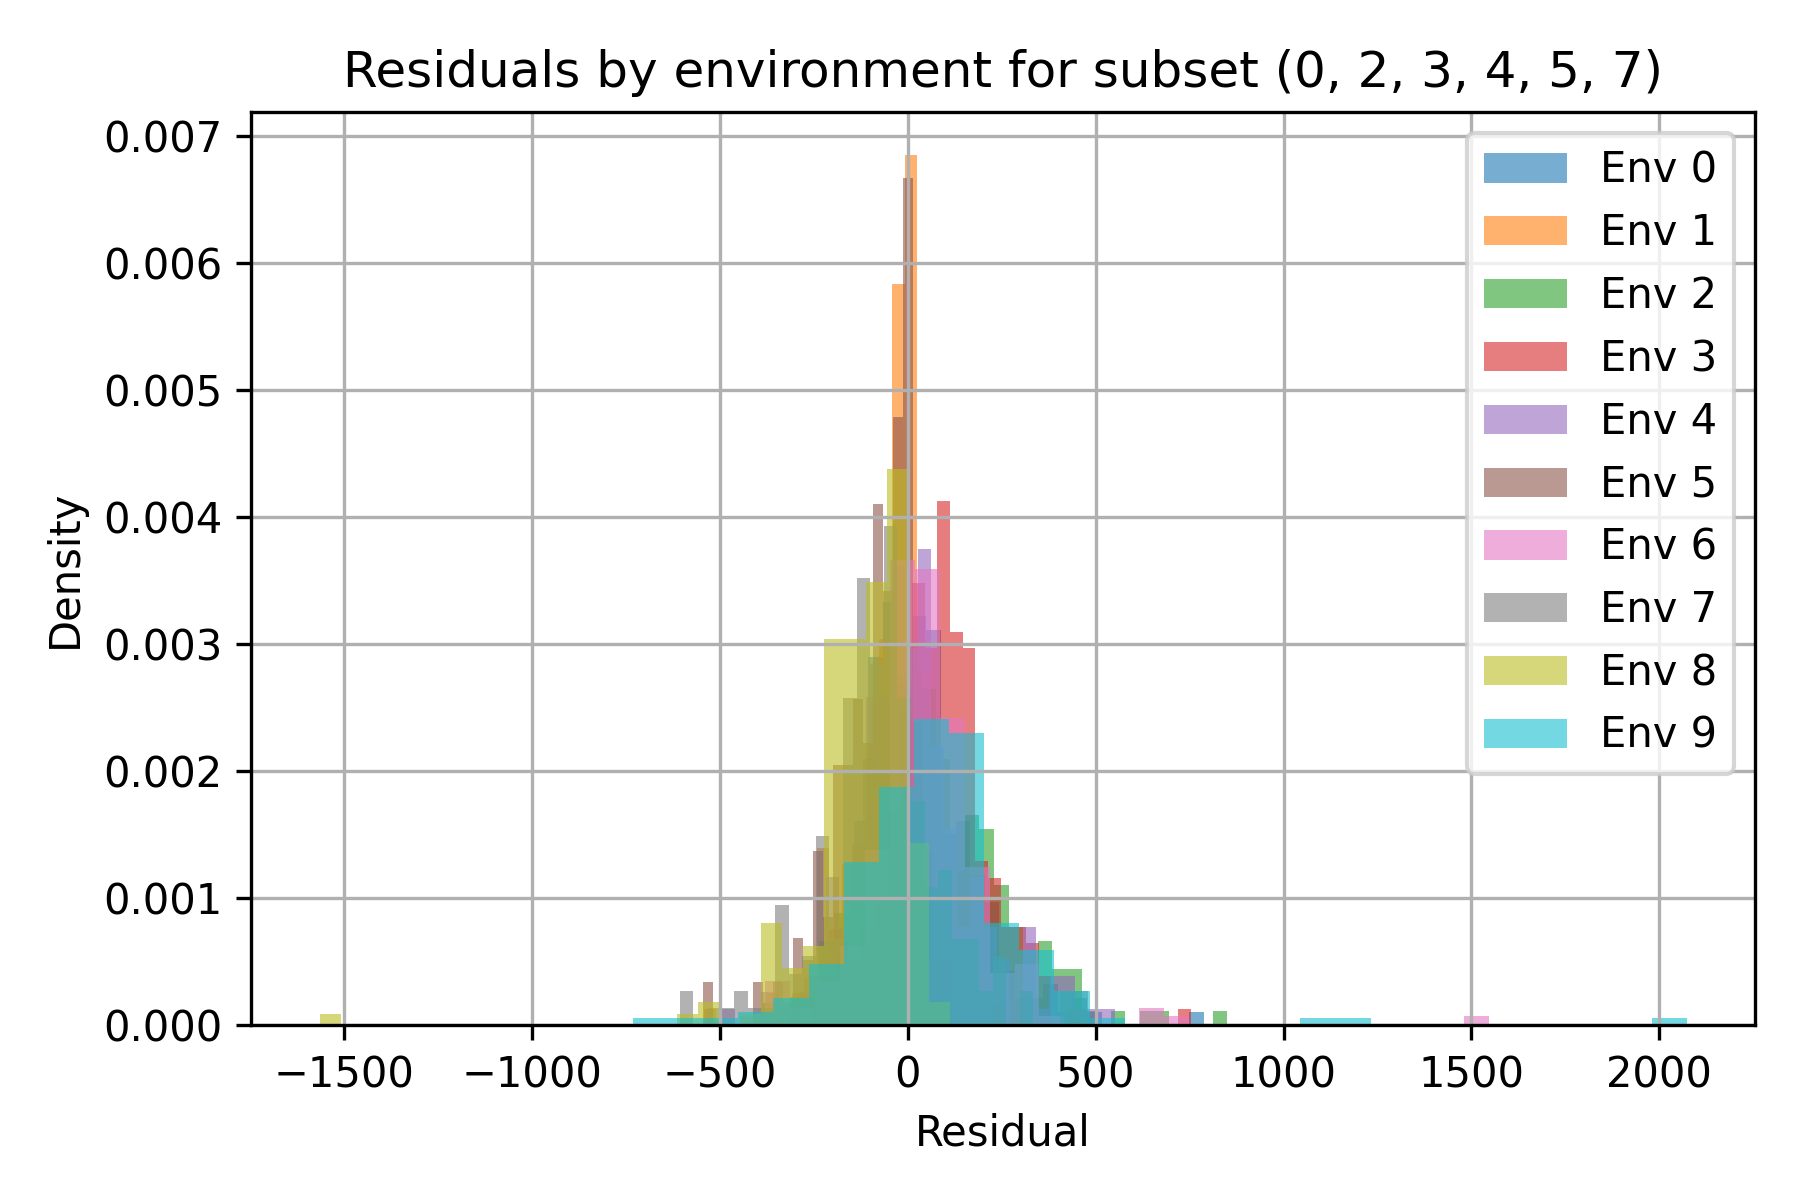 Residuals by environment for subset (0, 2, 3, 4, 5, 7)
0.007
0.006
0.005
0.004
0.003
0.002
0.001
0.000
Density
Env 0
Env 1
Env 2
Env 3
Env 4
Env 5
Env 6
Env 7
Env 8
Env 9
−1500 −1000 −500 0 500 1000 1500 2000
Residual